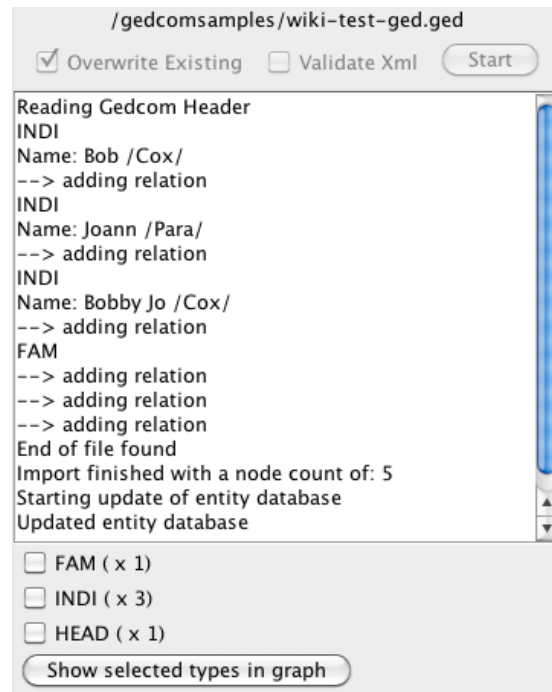 /gedcomsamples/wiki-test-ged.ged
Overwrite Existing Validate Xml Start
Reading Gedcom Header
INDI
Name: Bob /Cox/
--> adding relation
INDI
Name: Joann /Para/
--> adding relation
INDI
Name: Bobby Jo /Cox/
--> adding relation
FAM
--> adding relation
--> adding relation
--> adding relation
End of file found
Import finished with a node count of: 5
Starting update of entity database
Updated entity database
FAM ( x 1)
INDI ( x 3)
HEAD ( x 1)
Show selected types in graph